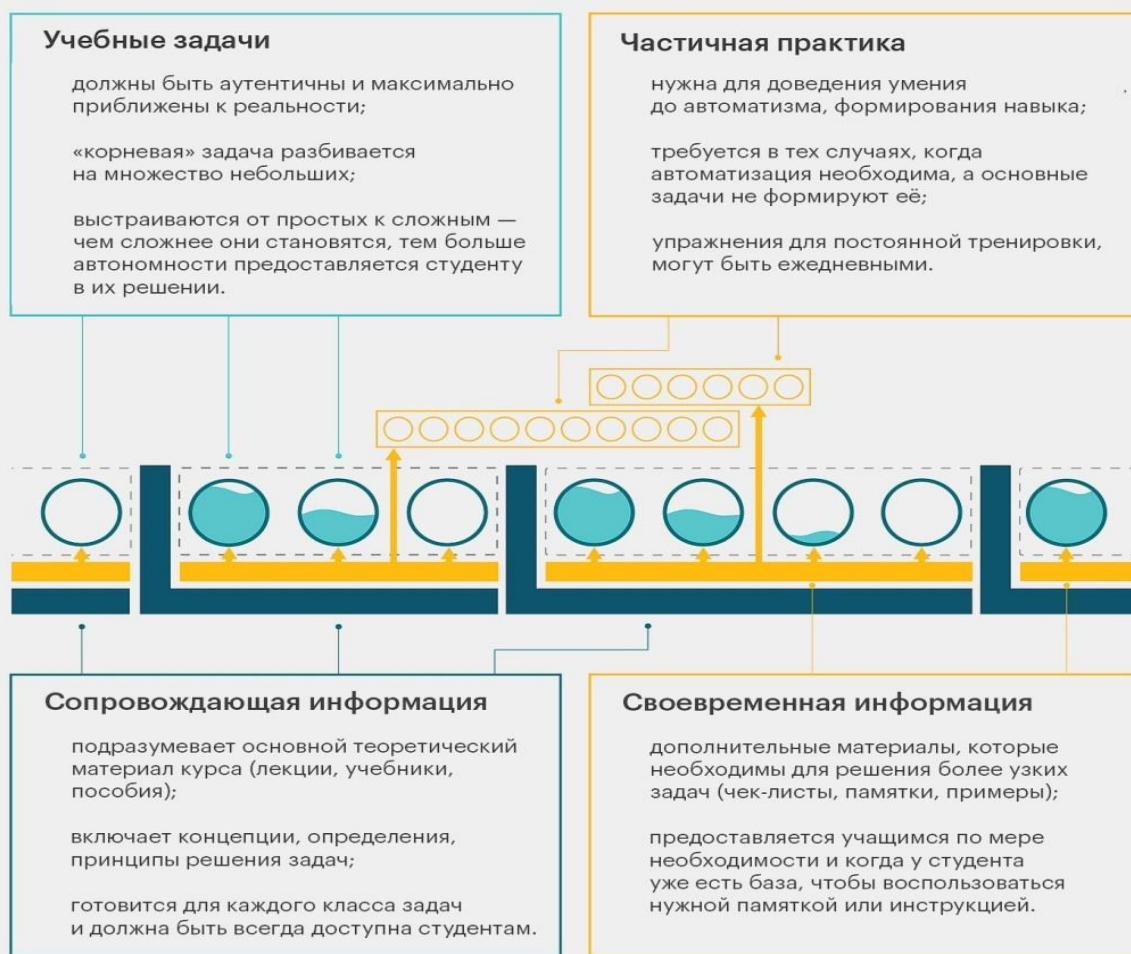 Учебные задачи
должны быть аутентичны и максимально
приближены к реальности;
«корневая» задача разбивается
на множество небольших;
выстраиваются от простых к сложным —
чем сложнее они становятся, тем больше
автономности предоставляется студенту
в их решении.
Частичная практика
нужна для доведения умения
до автоматизма, формирования навыка;
требуется в тех случаях, когда
автоматизация необходима, а основные
задачи не формируют её;
упражнения для постоянной тренировки,
могут быть ежедневными.
Сопровождающая информация
подразумевает основной теоретический
материал курса (лекции, учебники,
пособия);
включает концепции, определения,
принципы решения задач;
готовится для каждого класса задач
и должна быть всегда доступна студентам.
Своевременная информация
дополнительные материалы, которые
необходимы для решения более узких
задач (чек-листы, памятки, примеры);
предоставляется учащимся по мере
необходимости и когда у студента
уже есть база, чтобы воспользоваться
нужной памяткой или инструкцией.